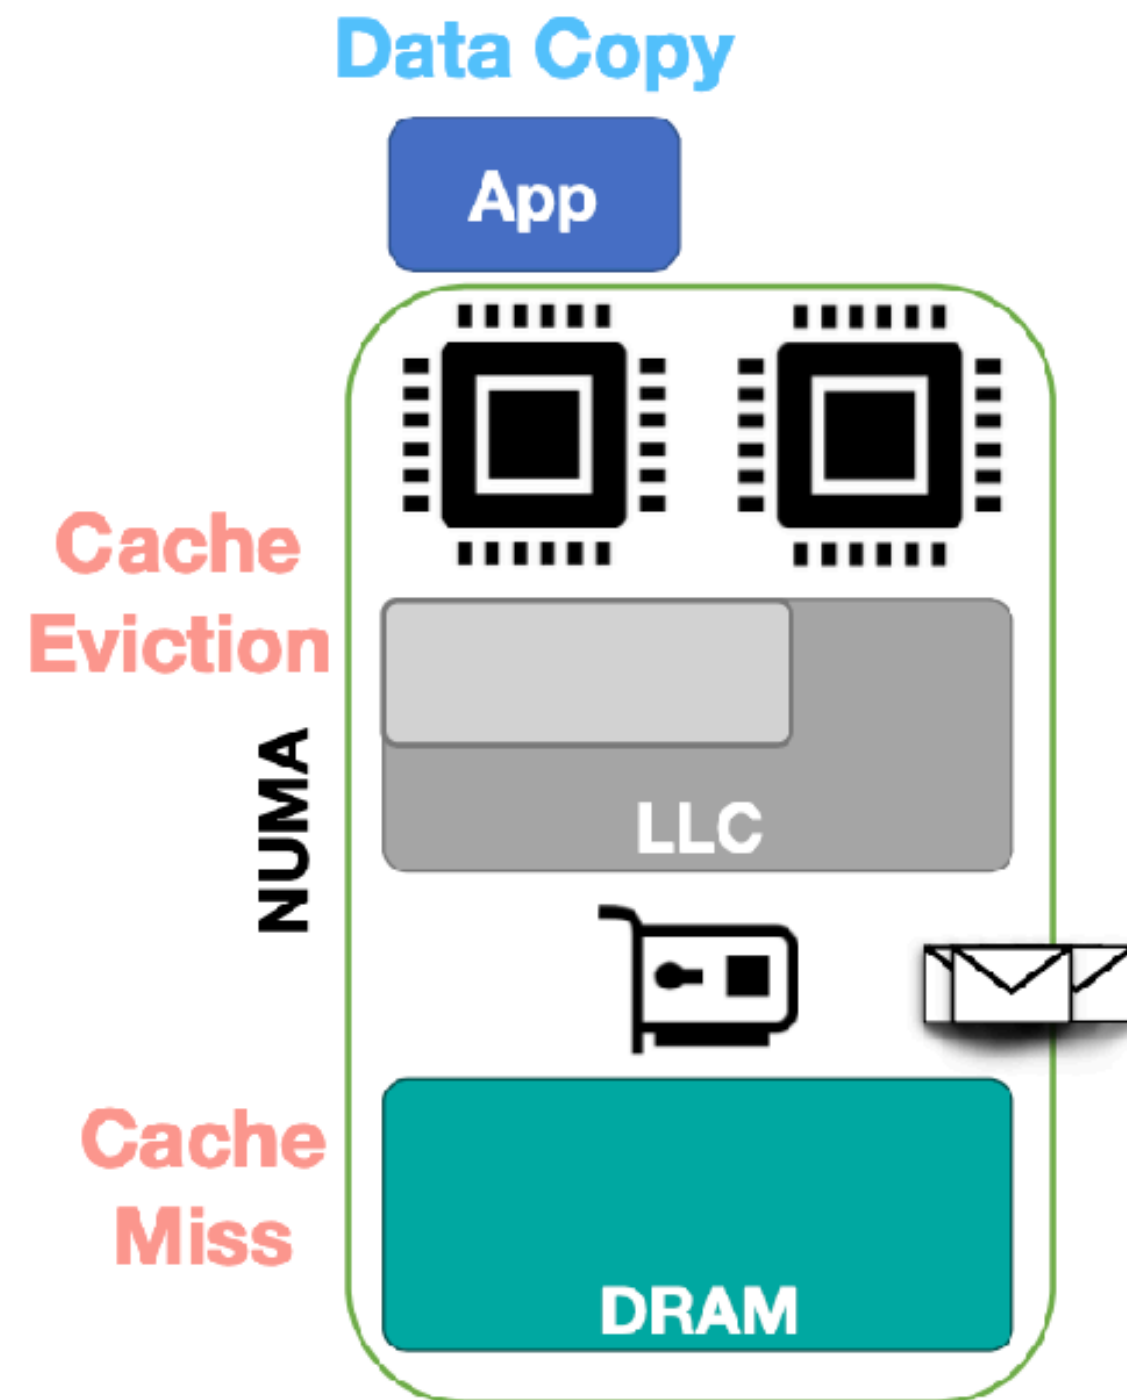 Data Copy
App
Cache
Eviction
NUMA
LLC
Cache
Miss
DRAM